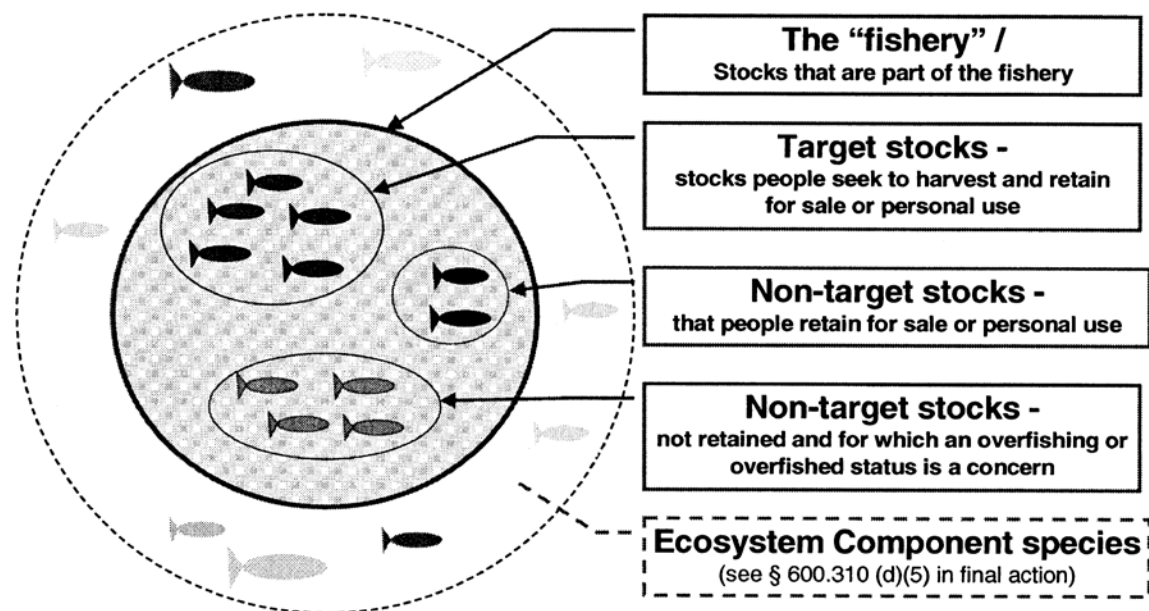 The “fishery” /
Stocks that are part of the fishery
Target stocks -
stocks people seek to harvest and retain
for sale or personal use
Non-target stocks -
that people retain for sale or personal use
Non-target stocks -
not retained and for which an overfishing or
overfished status is a concern
Ecosystem Component species
(see § 600.310 (d)(5) in final action)